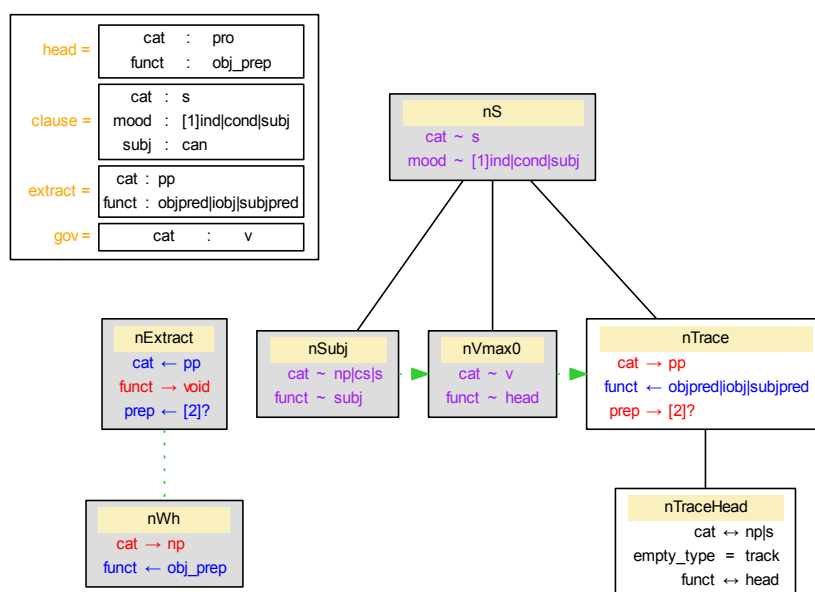 head =
cat : pro
funct : obj_prep
clause =
cat : s
mood : [1]ind|cond|subj
subj : can
extract =
cat : pp
funct : objpred|iobj|subjpred
gov =
cat : v
nS
cat ~ s
mood ~ [1]ind|cond|subj
nExtract
cat ← pp
funct → void
prep ← [2]?
nSubj
cat ~ np|cs|s
funct ~ subj
nVmax0
cat ~ v
funct ~ head
nTrace
cat → pp
funct ← objpred|iobj|subjpred
prep → [2]?
nWh
cat → np
funct ← obj_prep
nTraceHead
cat ↔ np|s
empty_type = track
funct ↔ head